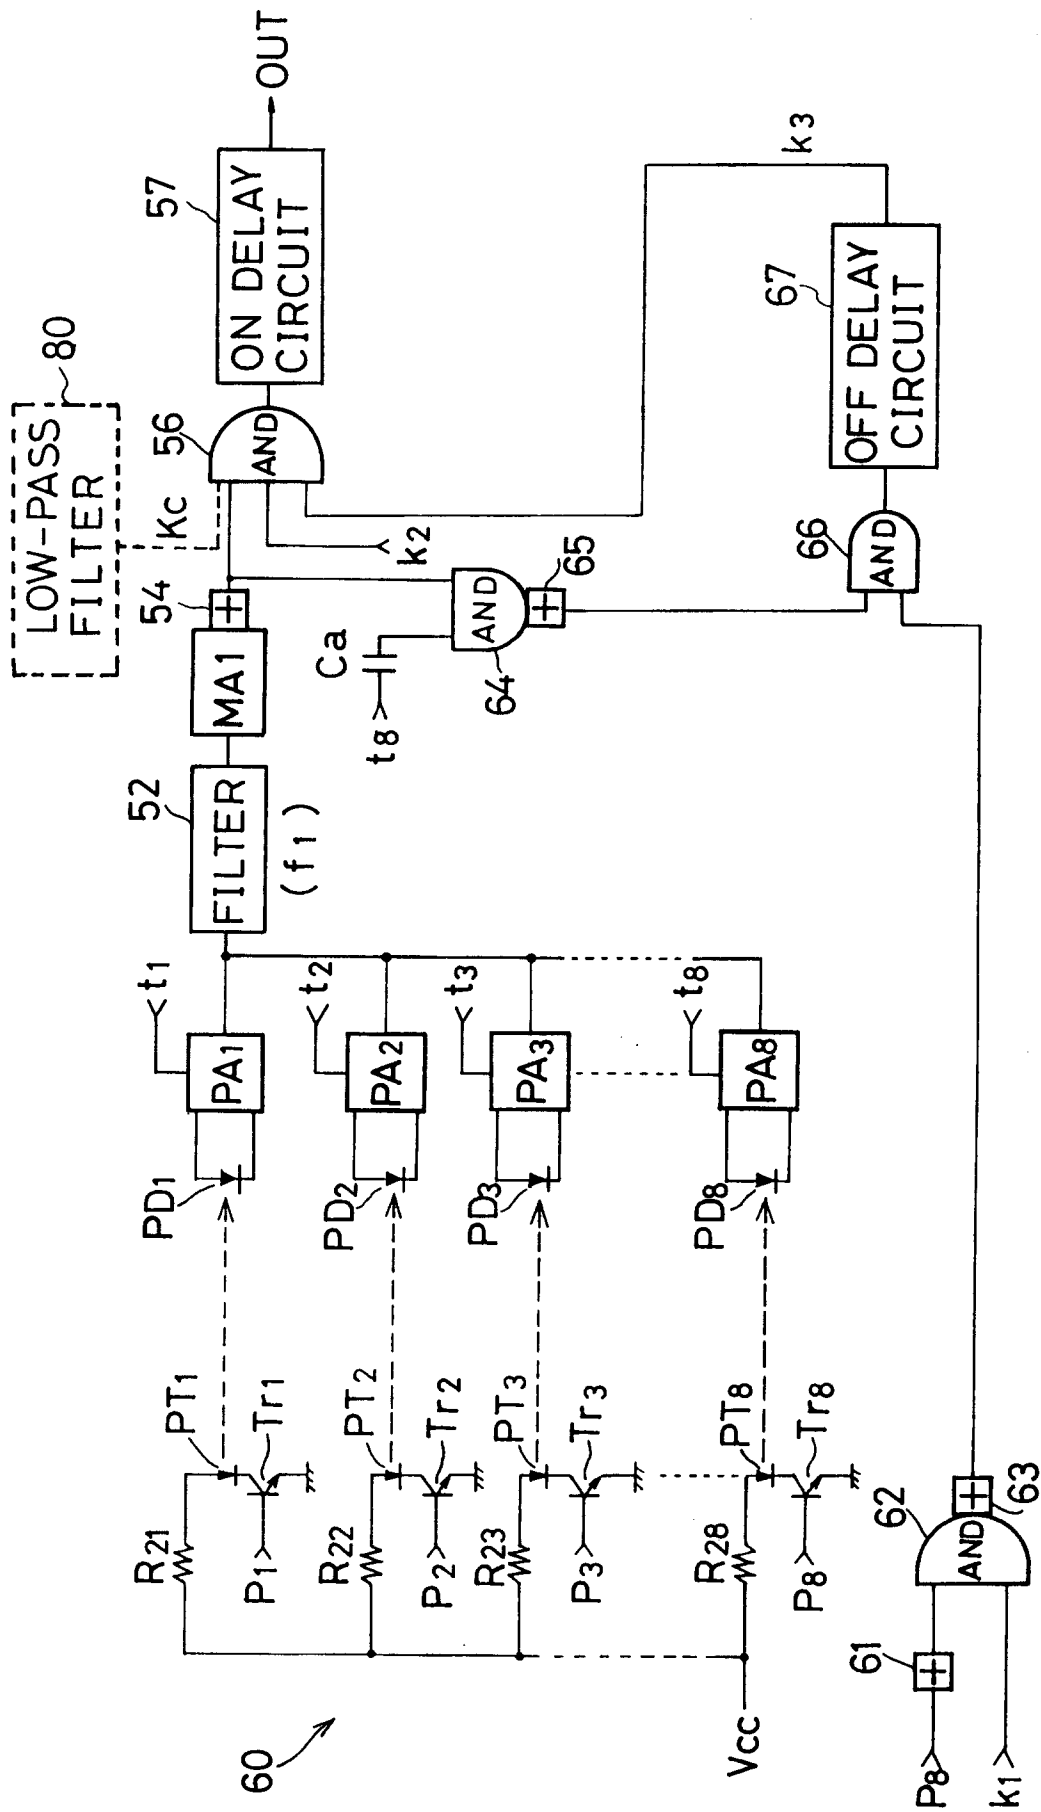 60
R21
PT1
Tr1
P1
PD1
PA1
t1
R22
PT2
Tr2
P2
PD2
PA2
t2
R23
PT3
Tr3
P3
PD3
PA3
t3
R28
PT8
Tr8
P8
PD8
PA8
t8
Vcc
52
FILTER
(f1)
MA1
54
+
LOW-PASS
FILTER
80
Kc
56
AND
k2
57
ON DELAY
CIRCUIT
OUT
t8
Ca
64
AND
+
65
P8
61
+
k1
62
AND
+
63
66
AND
67
OFF DELAY
CIRCUIT
k3